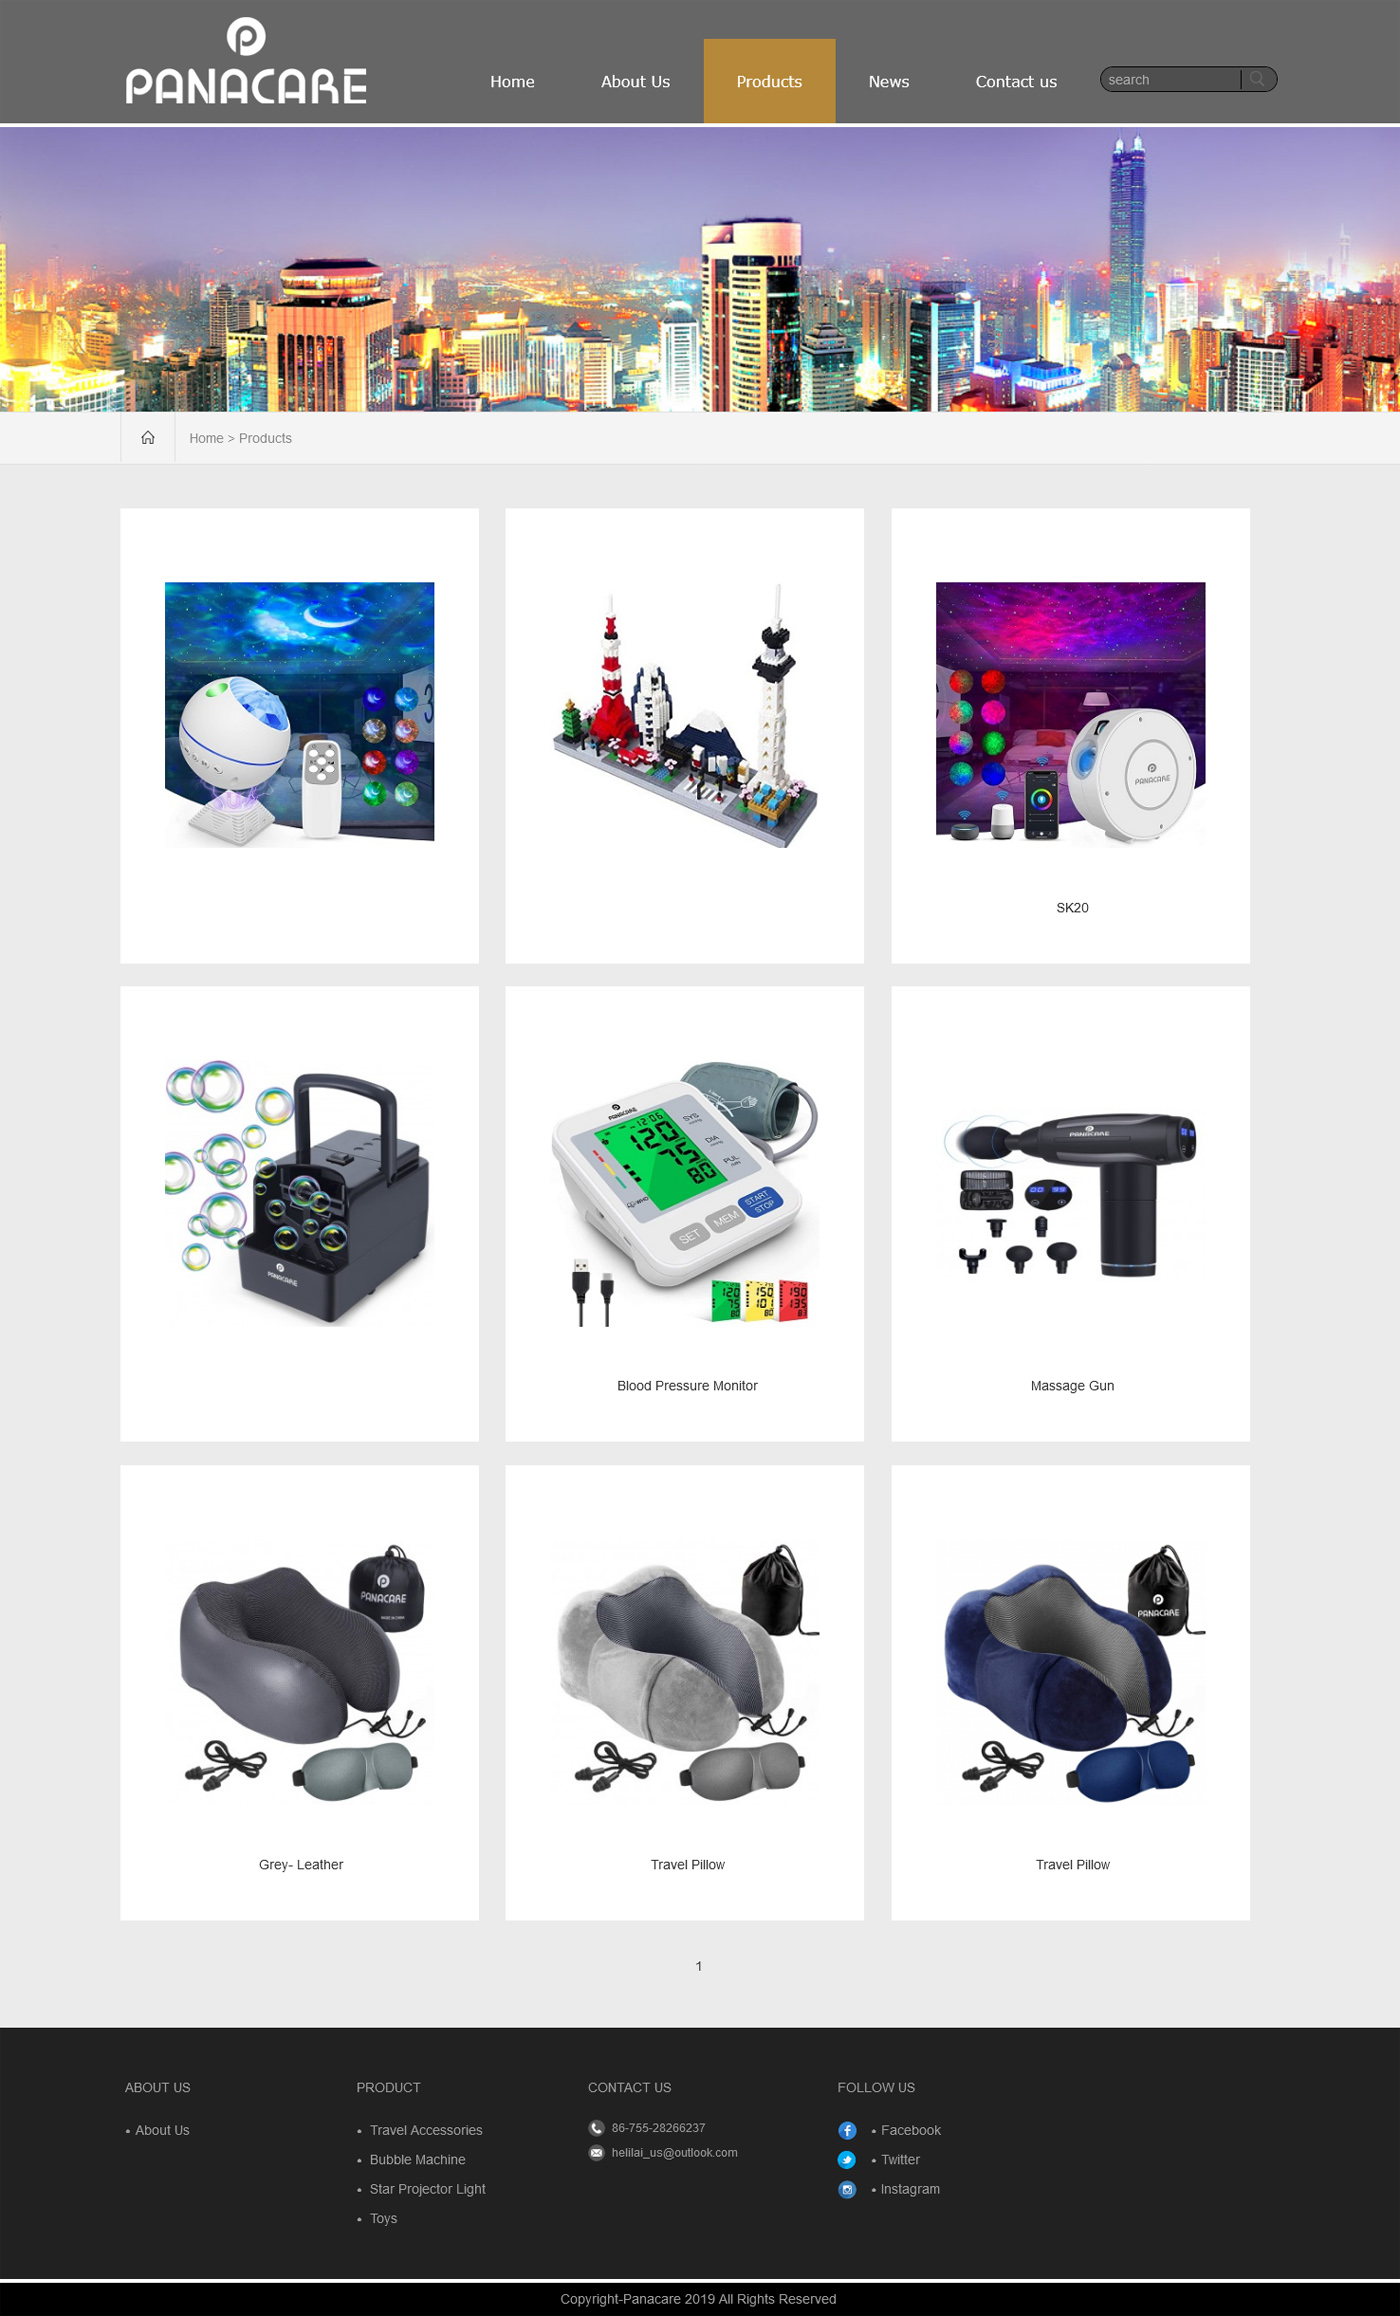 PANACARE
Home
About Us
Products
News
Contact us
search
Home > Products
PANACARE
SK20
PANACARE
PANACARE
12:06
120
75
80
SYS
DIA
PUL
START
STOP
MEM
SET
120
75
80
150
101
80
190
135
83
PANACARE
Blood Pressure Monitor
Massage Gun
PANACARE
PANACARE
Grey- Leather
Travel Pillow
Travel Pillow
1
ABOUT US
• About Us
PRODUCT
• Travel Accessories
• Bubble Machine
• Star Projector Light
• Toys
CONTACT US
86-755-28266237
helilai_us@outlook.com
FOLLOW US
• Facebook
• Twitter
• Instagram
Copyright-Panacare 2019 All Rights Reserved